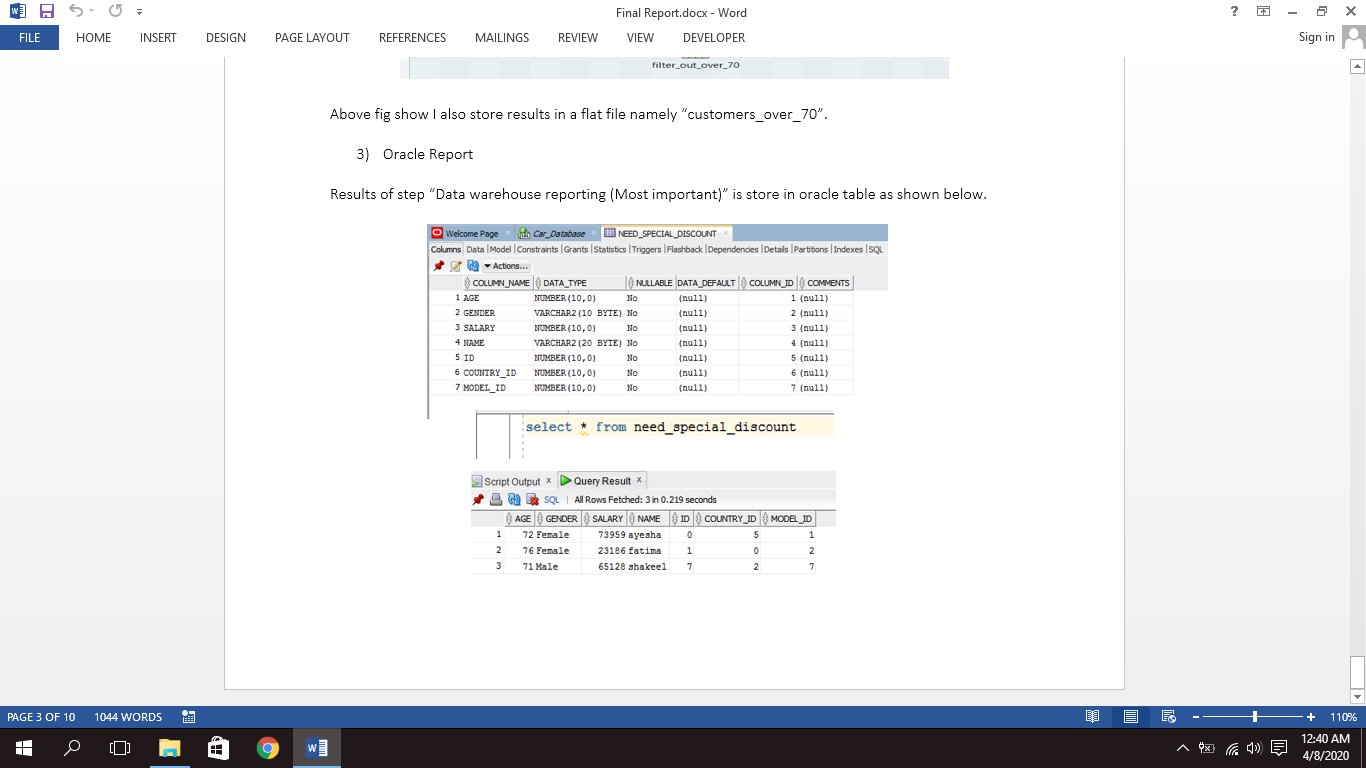 Final Report.docx - Word
FILE HOME INSERT DESIGN PAGE LAYOUT REFERENCES MAILINGS REVIEW VIEW DEVELOPER Sign in
filter_out_over_70
Above fig show I also store results in a flat file namely “customers_over_70”.
3) Oracle Report
Results of step “Data warehouse reporting (Most important)” is store in oracle table as shown below.
Welcome Page Car_Database NEED_SPECIAL_DISCOUNT
Columns Data Model Constraints Grants Statistics Triggers Flashback Dependencies Details Partitions Indexes SQL
Actions...
COLUMN_NAME DATA_TYPE NULLABLE DATA_DEFAULT COLUMN_ID COMMENTS
1 AGE NUMBER(10,0) No (null) 1 (null)
2 GENDER VARCHAR2(10 BYTE) No (null) 2 (null)
3 SALARY NUMBER(10,0) No (null) 3 (null)
4 NAME VARCHAR2(20 BYTE) No (null) 4 (null)
5 ID NUMBER(10,0) No (null) 5 (null)
6 COUNTRY_ID NUMBER(10,0) No (null) 6 (null)
7 MODEL_ID NUMBER(10,0) No (null) 7 (null)
select * from need_special_discount
Script Output x Query Result x
SQL | All Rows Fetched: 3 in 0.219 seconds
AGE GENDER SALARY NAME ID COUNTRY_ID MODEL_ID
1 72 Female 73959 ayesha 0 5 1
2 76 Female 23186 fatima 1 0 2
3 71 Male 65128 shakeel 7 2 7
PAGE 3 OF 10 1044 WORDS 110%
12:40 AM
4/8/2020